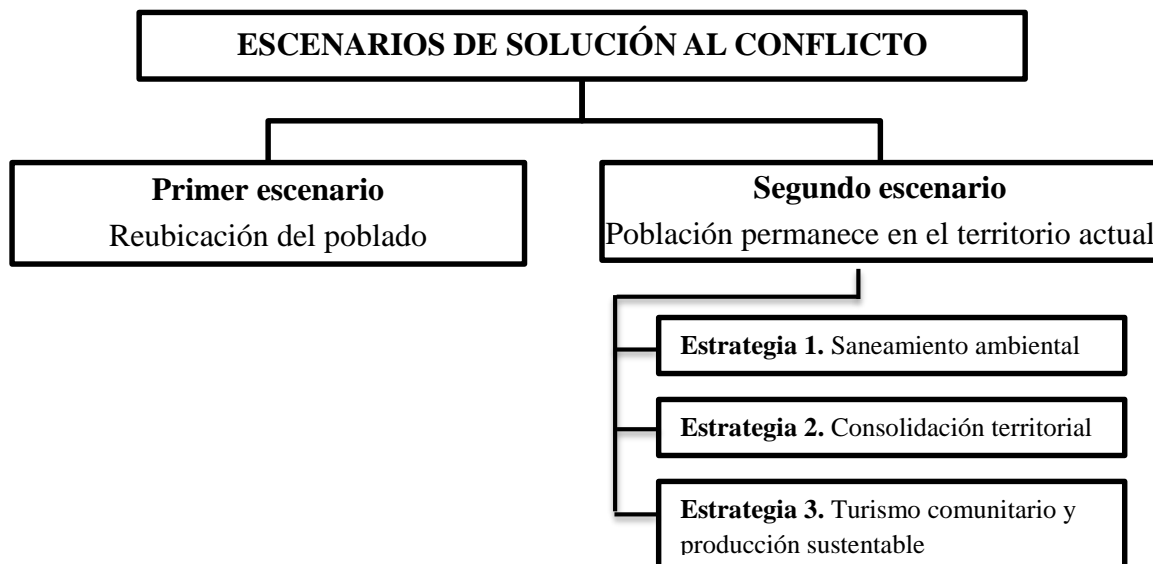 ESCENARIOS DE SOLUCIÓN AL CONFLICTO
Primer escenario
Reubicación del poblado
Segundo escenario
Población permanece en el territorio actual
Estrategia 1. Saneamiento ambiental
Estrategia 2. Consolidación territorial
Estrategia 3. Turismo comunitario y
producción sustentable